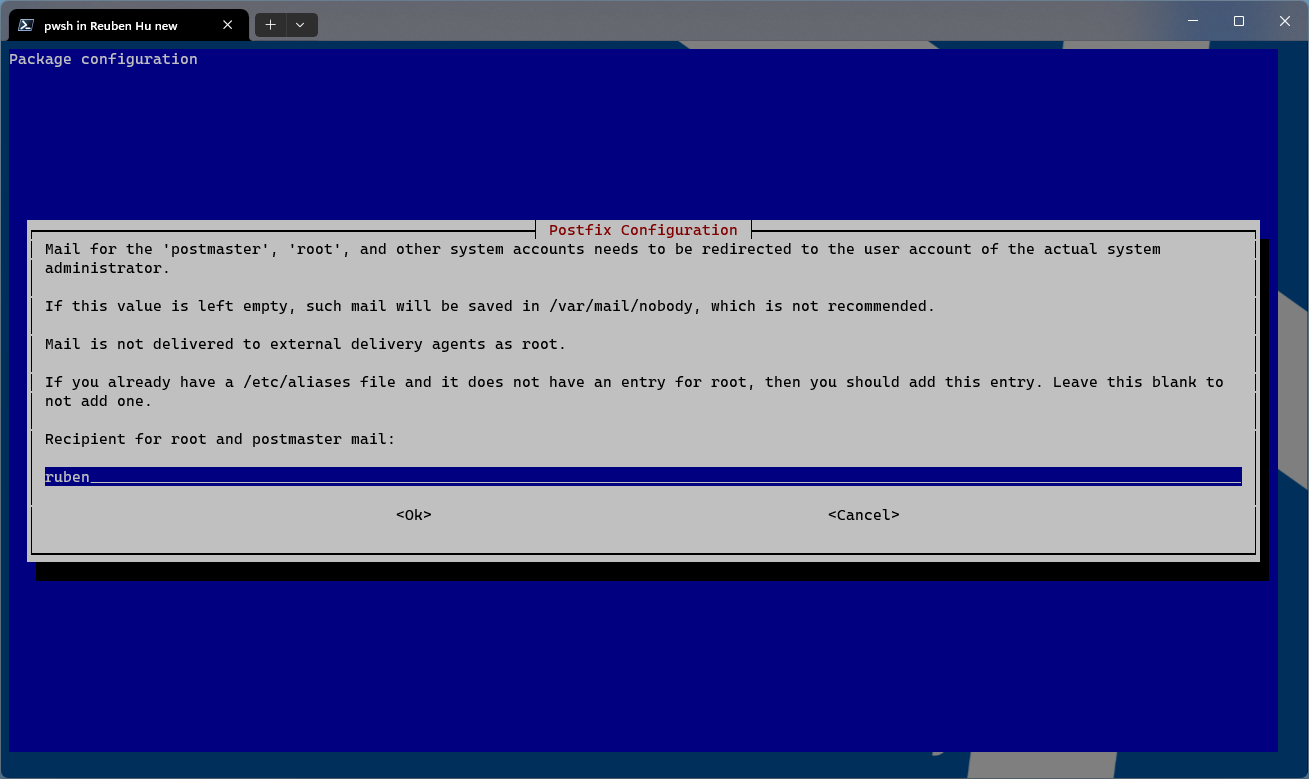 pwsh in Reuben Hu new
Package configuration
Postfix Configuration
Mail for the 'postmaster', 'root', and other system accounts needs to be redirected to the user account of the actual system
administrator.
If this value is left empty, such mail will be saved in /var/mail/nobody, which is not recommended.
Mail is not delivered to external delivery agents as root.
If you already have a /etc/aliases file and it does not have an entry for root, then you should add this entry. Leave this blank to
not add one.
Recipient for root and postmaster mail:
ruben
<Ok> <Cancel>